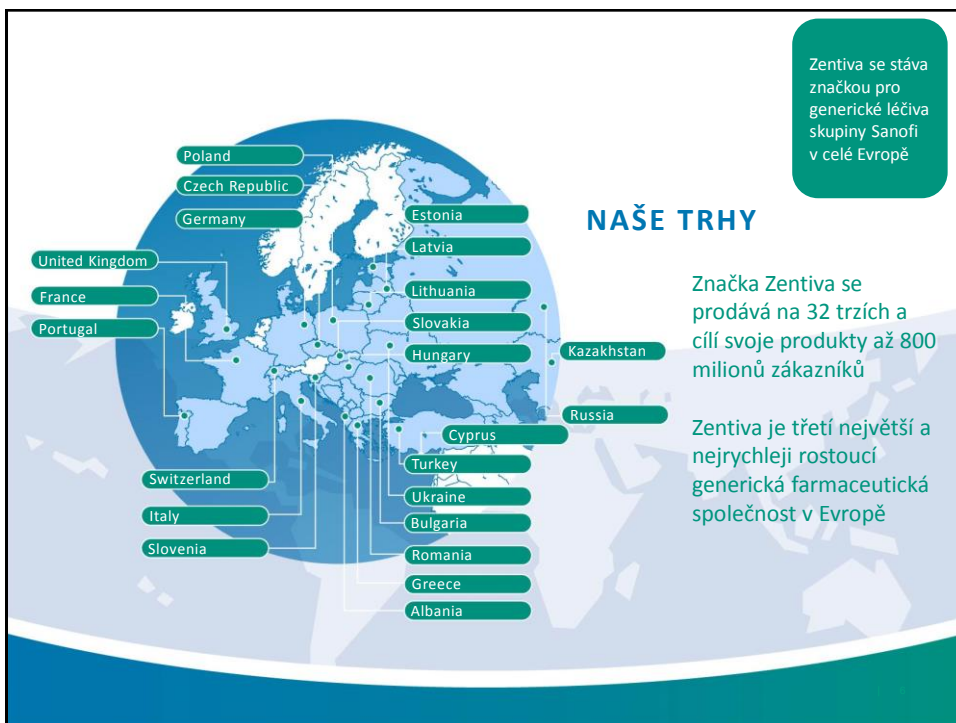 Zentiva se stáva
značkou pro
generické léčiva
skupiny Sanofi
v celé Evropě
NAŠE TRHY
Poland
Czech Republic
Germany
United Kingdom
France
Portugal
Switzerland
Italy
Slovenia
Estonia
Latvia
Lithuania
Slovakia
Hungary
Cyprus
Turkey
Ukraine
Bulgaria
Romania
Greece
Albania
Kazakhstan
Russia
Značka Zentiva se
prodává na 32 trzích a
cílí svoje produkty až 800
milionů zákazníků
Zentiva je třetí největší a
nejrychleji rostoucí
generická farmaceutická
společnost v Evropě
6